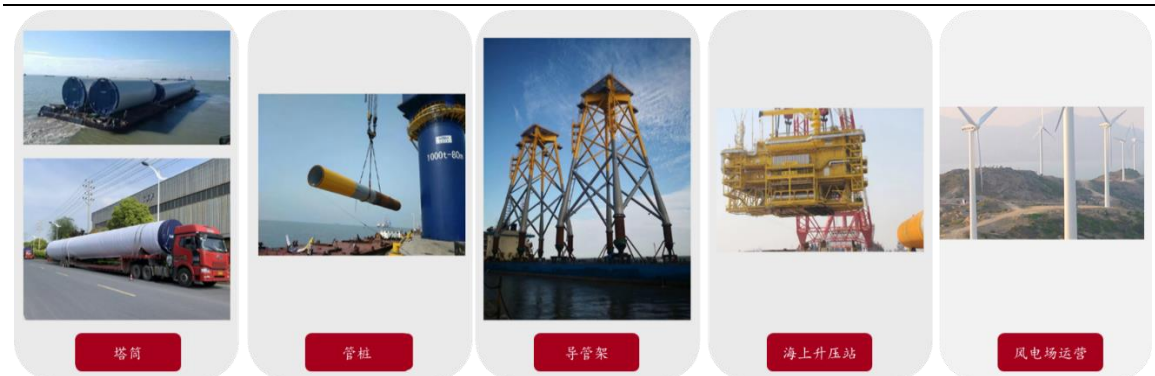 1000t-80m
塔筒
管桩
导管架
海上升压站
风电场运营